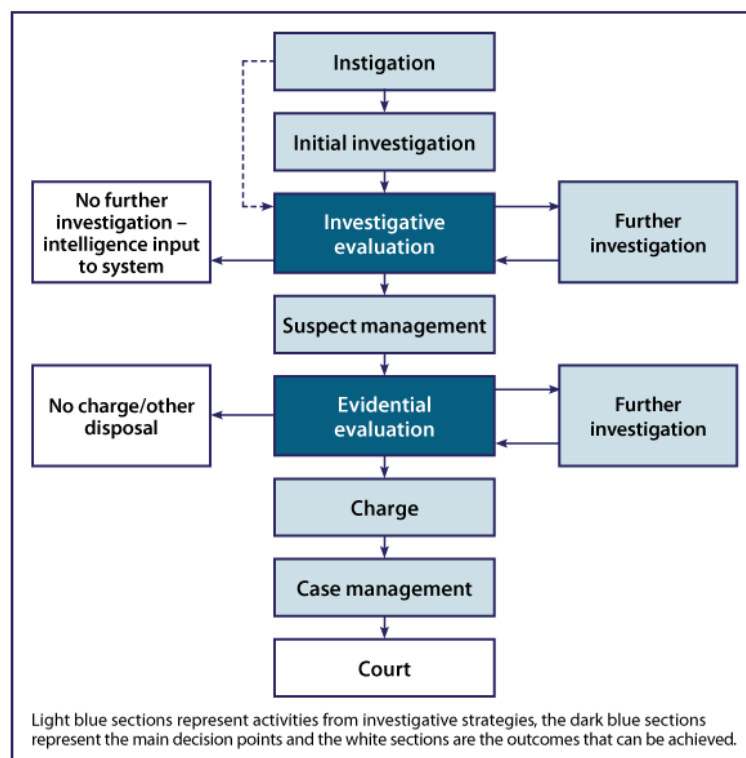 Instigation
Initial investigation
No further
investigation –
intelligence input
to system
Investigative
evaluation
Further
investigation
Suspect management
No charge/other
disposal
Evidential
evaluation
Further
investigation
Charge
Case management
Court
Light blue sections represent activities from investigative strategies, the dark blue sections
represent the main decision points and the white sections are the outcomes that can be achieved.